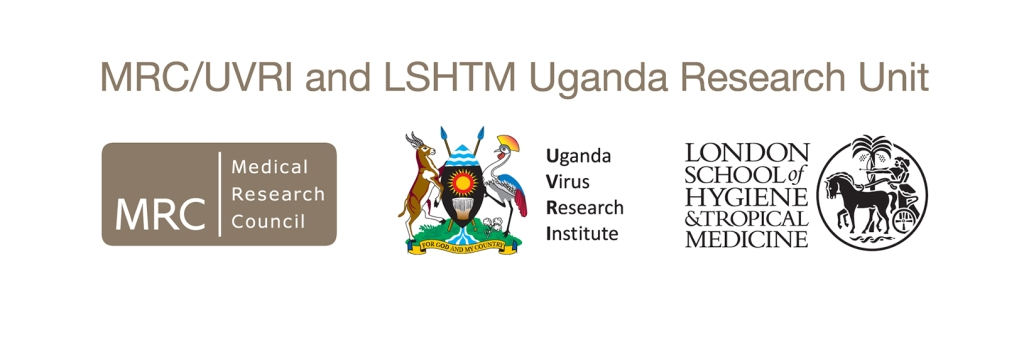 MRC/UVRI and LSHTM Uganda Research Unit
MRC
Medical
Research
Council
FOR GOD AND MY COUNTRY
Uganda
Virus
Research
Institute
LONDON
SCHOOL of
HYGIENE
& TROPICAL
MEDICINE